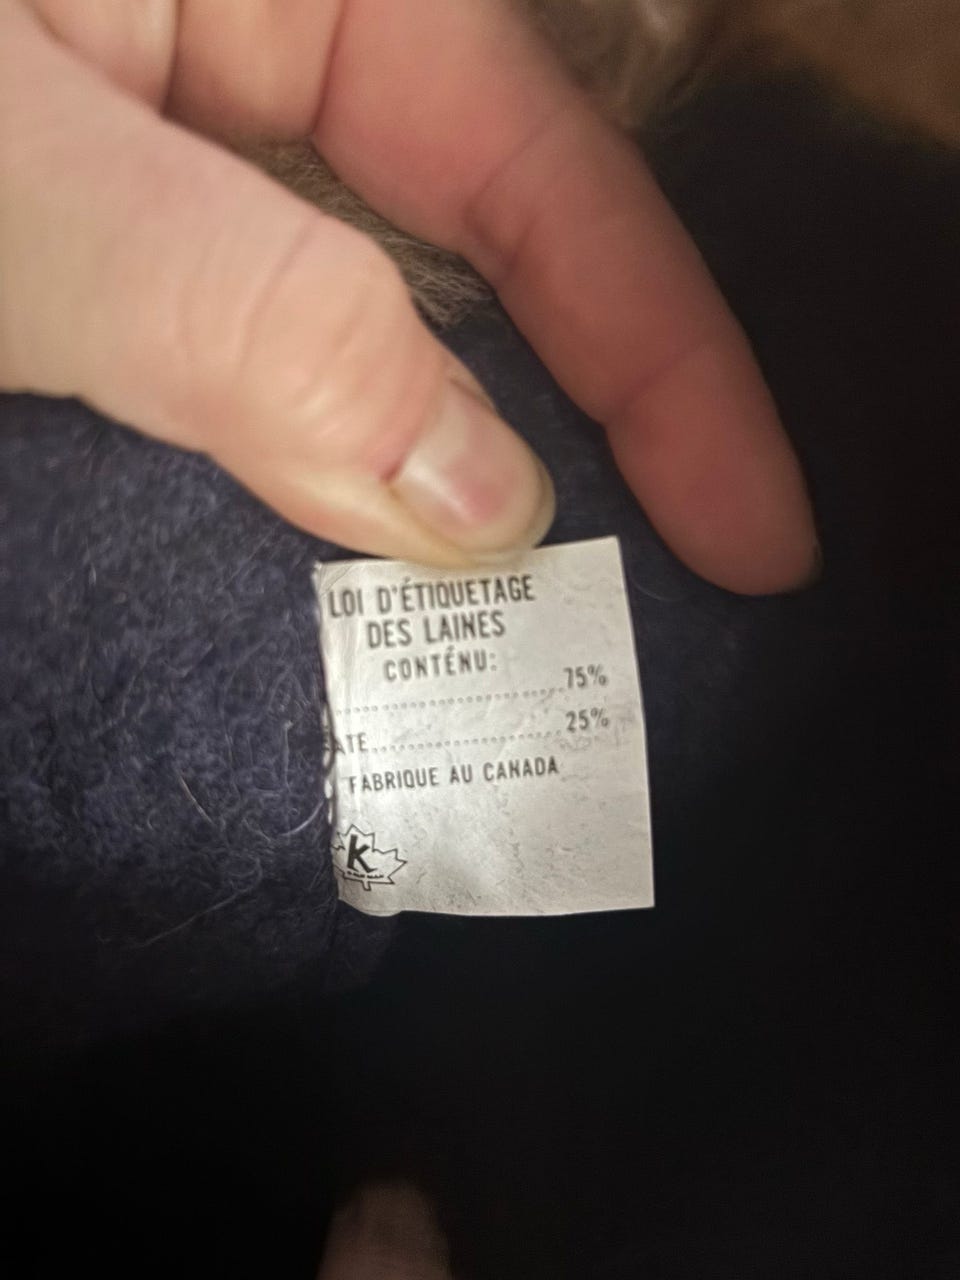 LOI D'ÉTIQUETAGE
DES LAINES
CONTÉNU:
..............................75%
ATE..........................25%
FABRIQUE AU CANADA
K